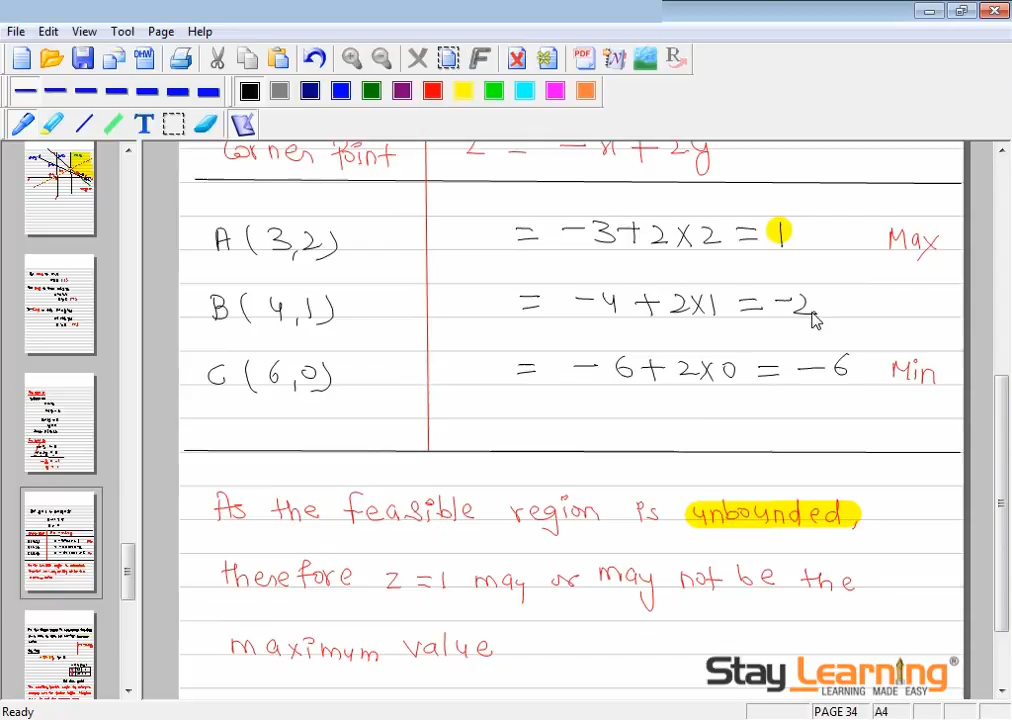 File Edit View Tool Page Help
Corner point Z = -x + 2y
A (3,2) = -3+2×2 = 1 Max
B (4,1) = -4 + 2×1 = -2
C (6,0) = -6+2×0 = -6 Min
As the feasible region is unbounded,
therefore z=1 may or may not be the
maximum value
Stay Learning®
LEARNING MADE EASY
Ready PAGE 34 A4